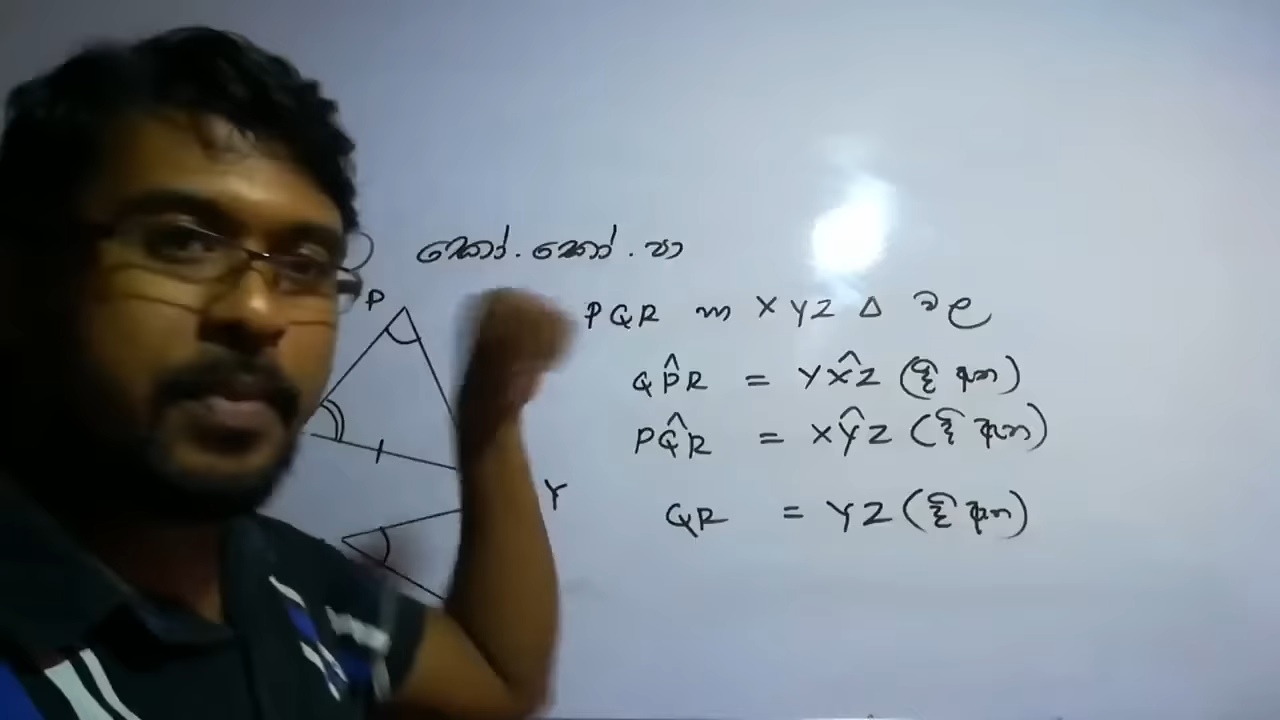 කෝ. කෝ. පා
P
PQR හා XYZ Δ වල
QP̂R = YX̂Z (දී ඇත)
PQ̂R = XŶZ (දී ඇත)
Y
QR = YZ (දී ඇත)